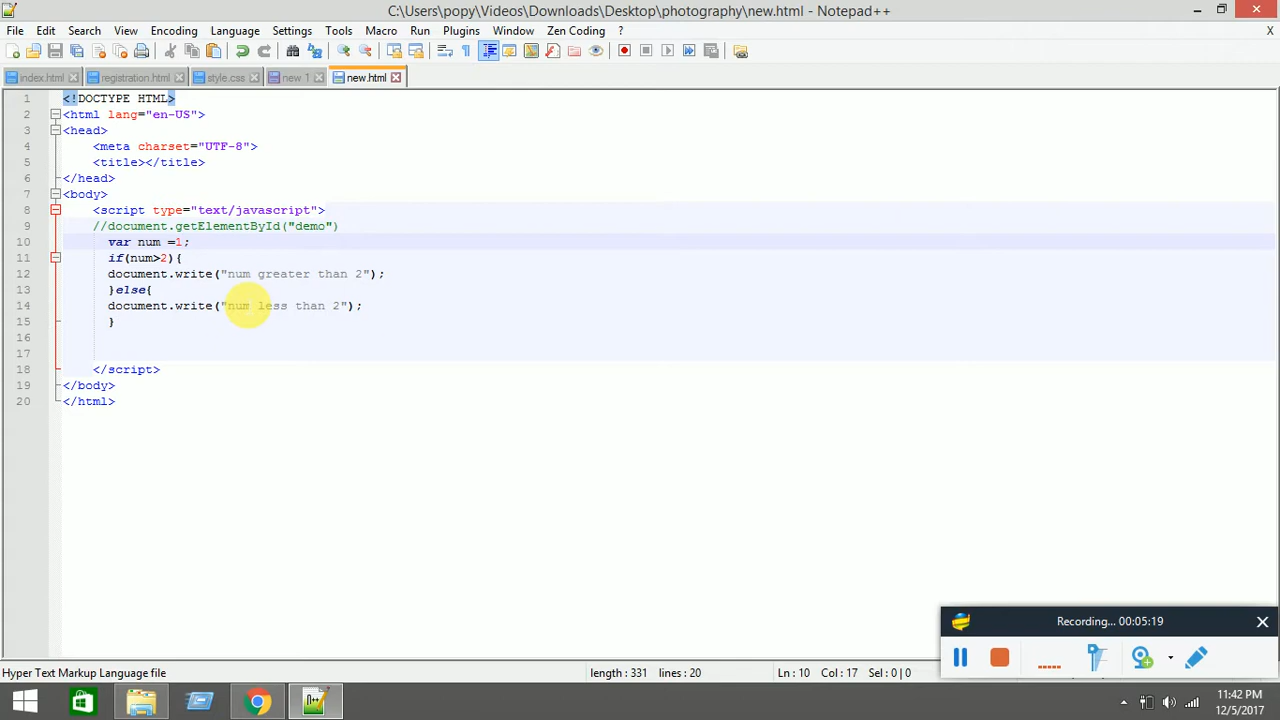 C:\Users\popy\Videos\Downloads\Desktop\photography\new.html - Notepad++
File Edit Search View Encoding Language Settings Tools Macro Run Plugins Window Zen Coding ? X
index.html registration.html style.css new 1 new.html
1 <!DOCTYPE HTML>
2 <html lang="en-US">
3 <head>
4 <meta charset="UTF-8">
5 <title></title>
6 </head>
7 <body>
8 <script type="text/javascript">
9 //document.getElementById("demo")
10 var num =1;
11 if(num>2){
12 document.write("num greater than 2");
13 }else{
14 document.write("num less than 2");
15 }
16
17
18 </script>
19 </body>
20 </html>
Recording... 00:05:19
Hyper Text Markup Language file length : 331 lines : 20 Ln : 10 Col : 17 Sel : 0 | 0
11:42 PM
12/5/2017